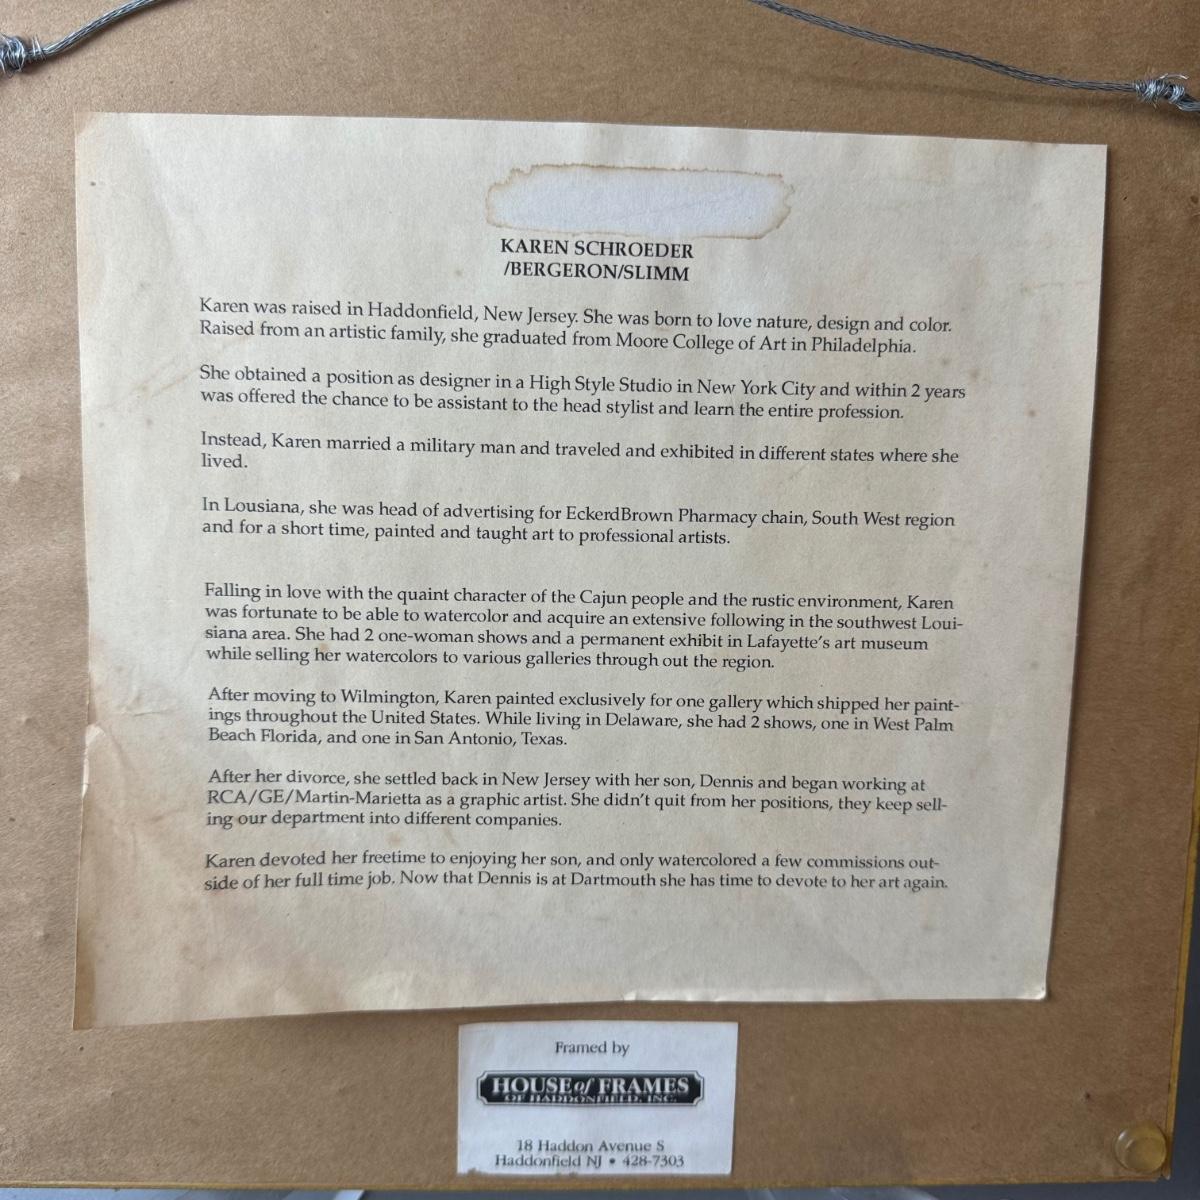 KAREN SCHROEDER
/BERGERON/SLIMM
Karen was raised in Haddonfield, New Jersey. She was born to love nature, design and color.
Raised from an artistic family, she graduated from Moore College of Art in Philadelphia.
She obtained a position as designer in a High Style Studio in New York City and within 2 years
was offered the chance to be assistant to the head stylist and learn the entire profession.
Instead, Karen married a military man and traveled and exhibited in different states where she
lived.
In Lousiana, she was head of advertising for EckerdBrown Pharmacy chain, South West region
and for a short time, painted and taught art to professional artists.
Falling in love with the quaint character of the Cajun people and the rustic environment, Karen
was fortunate to be able to watercolor and acquire an extensive following in the southwest Loui-
siana area. She had 2 one-woman shows and a permanent exhibit in Lafayette's art museum
while selling her watercolors to various galleries through out the region.
After moving to Wilmington, Karen painted exclusively for one gallery which shipped her paint-
ings throughout the United States. While living in Delaware, she had 2 shows, one in West Palm
Beach Florida, and one in San Antonio, Texas.
After her divorce, she settled back in New Jersey with her son, Dennis and began working at
RCA/GE/Martin-Marietta as a graphic artist. She didn't quit from her positions, they keep sell-
ing our department into different companies.
Karen devoted her freetime to enjoying her son, and only watercolored a few commissions out-
side of her full time job. Now that Dennis is at Dartmouth she has time to devote to her art again.
Framed by
HOUSE of FRAMES
OF HADDONFIELD, INC.
18 Haddon Avenue S
Haddonfield NJ • 428-7303